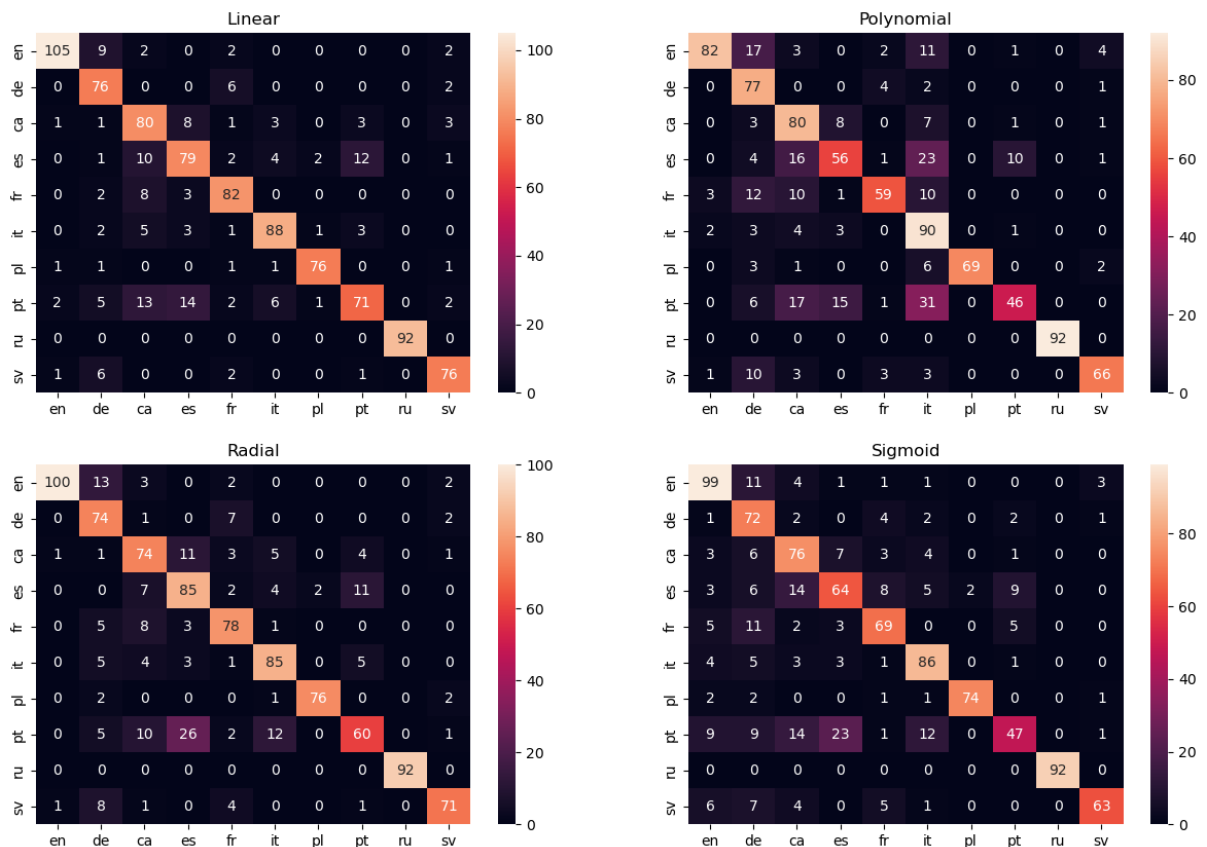 Linear
en 105 9 2 0 2 0 0 0 0 2 100
de 0 76 0 0 6 0 0 0 0 2
ca 1 1 80 8 1 3 0 3 0 3 80
es 0 1 10 79 2 4 2 12 0 1
fr 0 2 8 3 82 0 0 0 0 0 60
it 0 2 5 3 1 88 1 3 0 0
pl 1 1 0 0 1 1 76 0 0 1 40
pt 2 5 13 14 2 6 1 71 0 2 20
ru 0 0 0 0 0 0 0 0 92 0
sv 1 6 0 0 2 0 0 1 0 76 0
en de ca es fr it pl pt ru sv
Polynomial
en 82 17 3 0 2 11 0 1 0 4
de 0 77 0 0 4 2 0 0 0 1 80
ca 0 3 80 8 0 7 0 1 0 1
es 0 4 16 56 1 23 0 10 0 1 60
fr 3 12 10 1 59 10 0 0 0 0
it 2 3 4 3 0 90 0 1 0 0 40
pl 0 3 1 0 0 6 69 0 0 2
pt 0 6 17 15 1 31 0 46 0 0 20
ru 0 0 0 0 0 0 0 0 92 0
sv 1 10 3 0 3 3 0 0 0 66 0
en de ca es fr it pl pt ru sv
Radial
en 100 13 3 0 2 0 0 0 0 2 100
de 0 74 1 0 7 0 0 0 0 2
ca 1 1 74 11 3 5 0 4 0 1 80
es 0 0 7 85 2 4 2 11 0 0
fr 0 5 8 3 78 1 0 0 0 0 60
it 0 5 4 3 1 85 0 5 0 0
pl 0 2 0 0 0 1 76 0 0 2 40
pt 0 5 10 26 2 12 0 60 0 1 20
ru 0 0 0 0 0 0 0 0 92 0
sv 1 8 1 0 4 0 0 1 0 71 0
en de ca es fr it pl pt ru sv
Sigmoid
en 99 11 4 1 1 1 0 0 0 3
de 1 72 2 0 4 2 0 2 0 1 80
ca 3 6 76 7 3 4 0 1 0 0
es 3 6 14 64 8 5 2 9 0 0 60
fr 5 11 2 3 69 0 0 5 0 0
it 4 5 3 3 1 86 0 1 0 0 40
pl 2 2 0 0 1 1 74 0 0 1
pt 9 9 14 23 1 12 0 47 0 1 20
ru 0 0 0 0 0 0 0 0 92 0
sv 6 7 4 0 5 1 0 0 0 63 0
en de ca es fr it pl pt ru sv